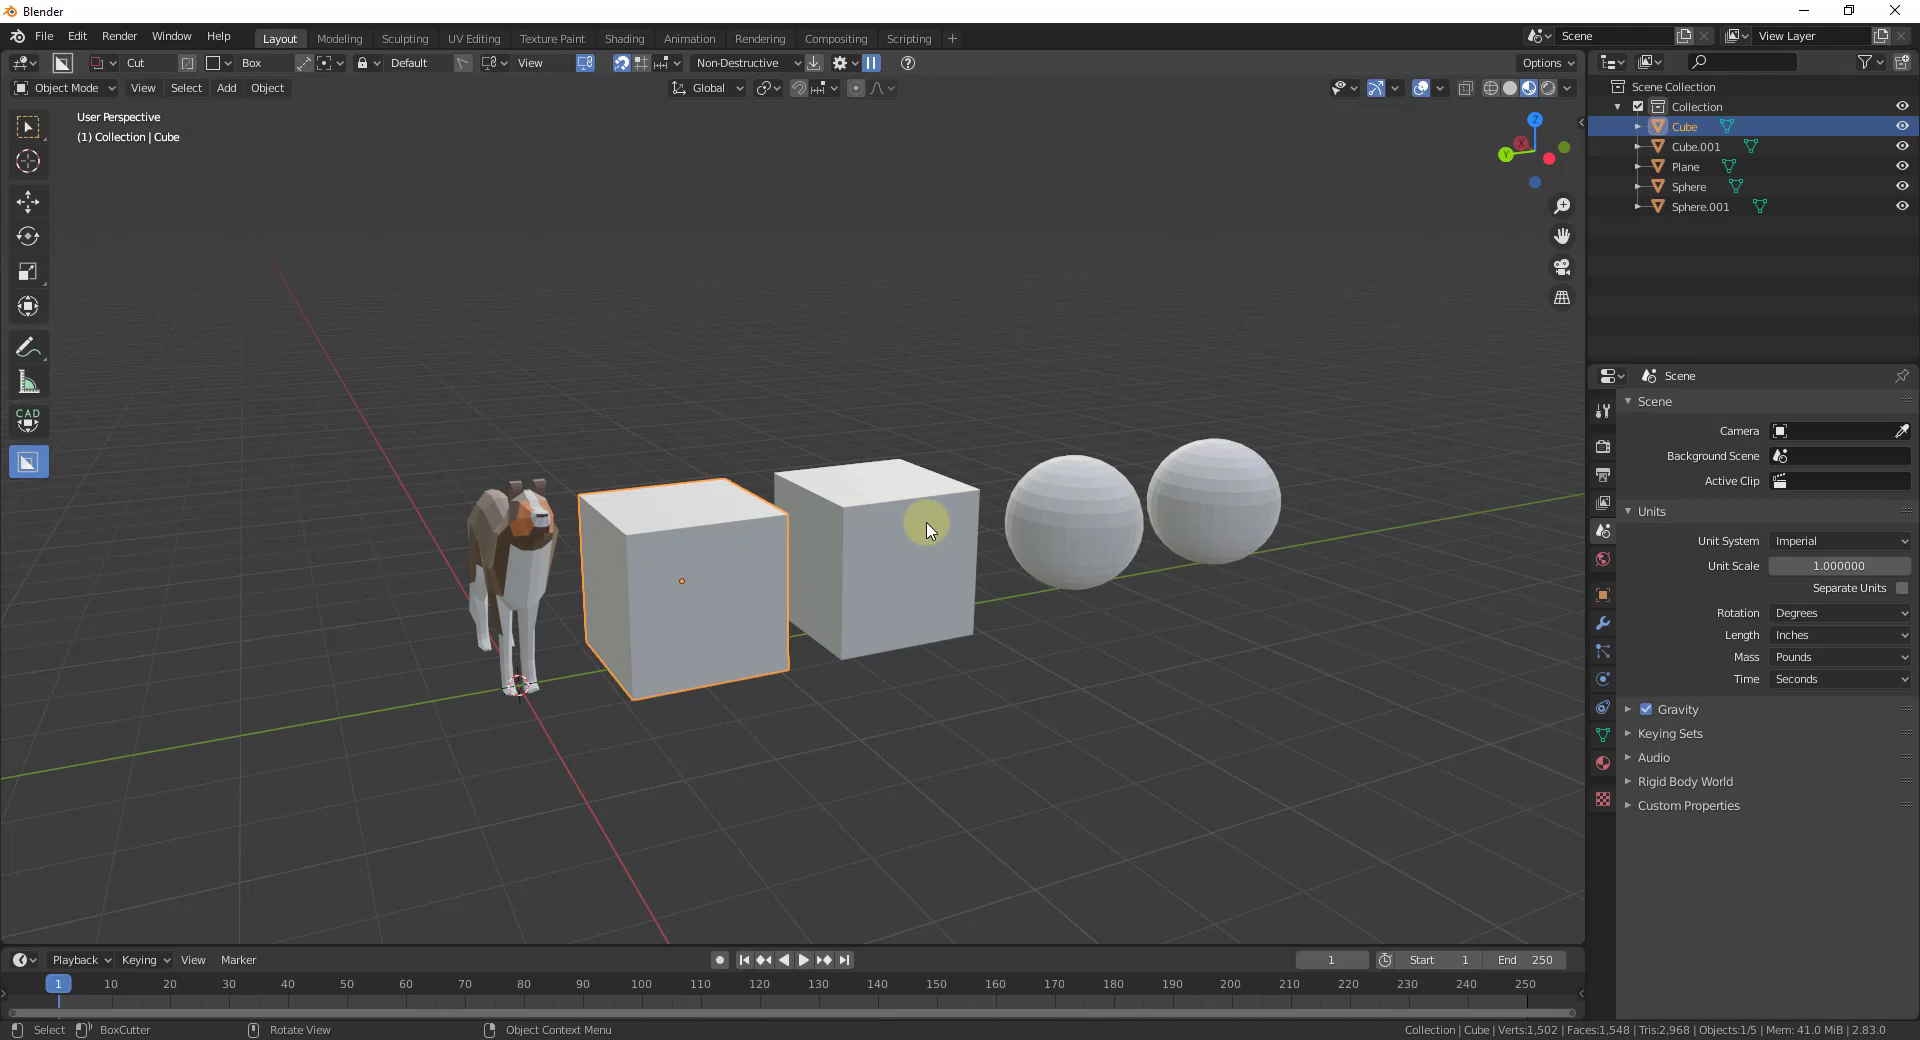 Blender
File Edit Render Window Help Layout Modeling Sculpting UV Editing Texture Paint Shading Animation Rendering Compositing Scripting + Scene View Layer
Cut Box Default View Non-Destructive Options
Object Mode View Select Add Object Global
User Perspective
(1) Collection | Cube
Z
X
Y
CAD
Scene Collection
Collection
Cube
Cube.001
Plane
Sphere
Sphere.001
Scene
Scene
Camera
Background Scene
Active Clip
Units
Unit System Imperial
Unit Scale 1.000000
Separate Units
Rotation Degrees
Length Inches
Mass Pounds
Time Seconds
Gravity
Keying Sets
Audio
Rigid Body World
Custom Properties
Playback Keying View Marker 1 Start 1 End 250
1 10 20 30 40 50 60 70 80 90 100 110 120 130 140 150 160 170 180 190 200 210 220 230 240 250
Select BoxCutter Rotate View Object Context Menu Collection | Cube | Verts:1,502 | Faces:1,548 | Tris:2,968 | Objects:1/5 | Mem: 41.0 MiB | 2.83.0